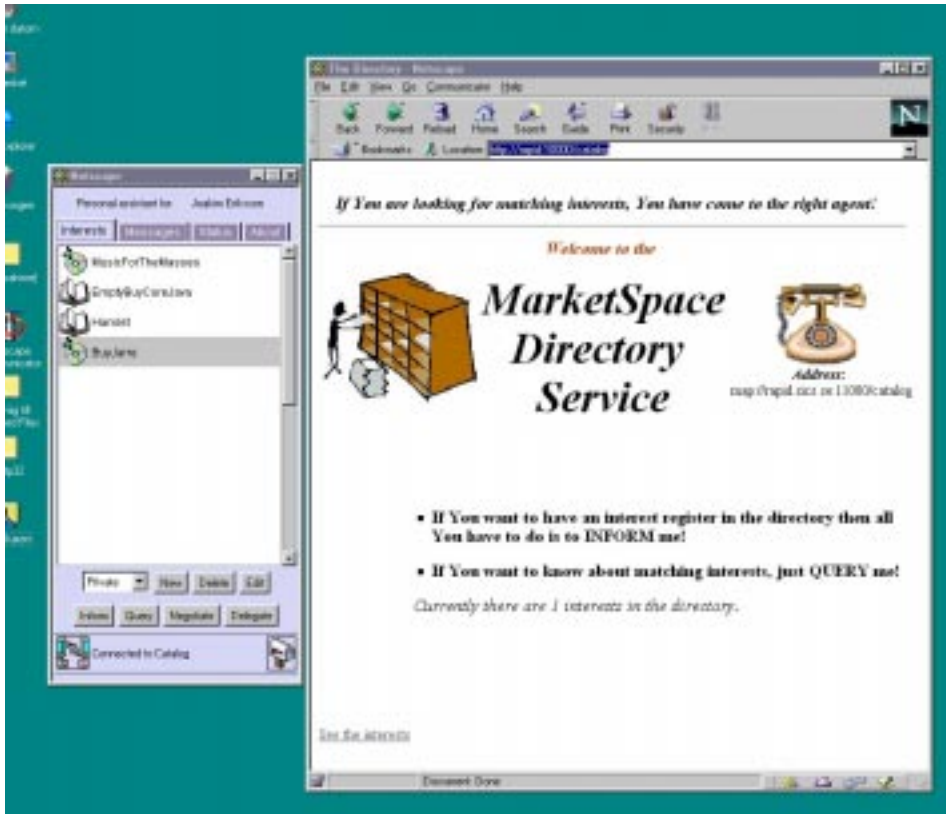 The Directory - Netscape
File Edit View Go Communicator Help
Back Forward Reload Home Search Guide Print Security
Bookmarks Location
Netscape
Personal assistant for
Interests Messages Status About
MusicForTheMasses
Hamlet
Private New Delete Edit
Inform Query Negotiate Delegate
Connected to Catalog
If You are looking for matching interests, You have come to the right agent!
Welcome to the
MarketSpace
Directory
Service
Address:
• If You want to have an interest register in the directory then all
You have to do is to INFORM me!
• If You want to know about matching interests, just QUERY me!
Currently there are 1 interests in the directory.
See the interests
Document: Done